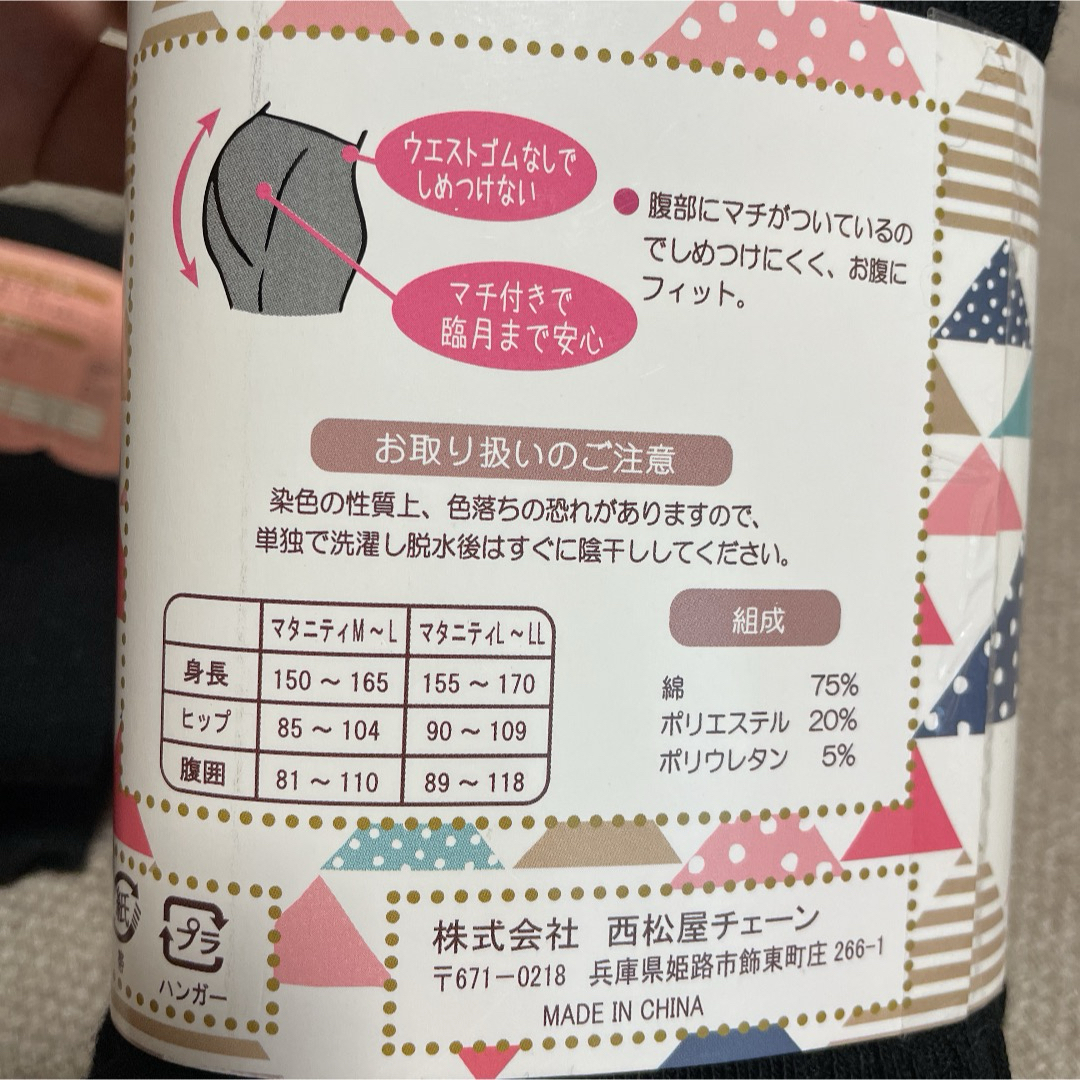 ウエストゴムなしで
しめつけない
マチ付きで
臨月まで安心
● 腹部にマチがついているの
でしめつけにくく、お腹に
フィット。
お取り扱いのご注意
染色の性質上、色落ちの恐れがありますので、
単独で洗濯し脱水後はすぐに陰干ししてください。
マタニティM～L マタニティL～LL
身長 150 ～ 165 155 ～ 170
ヒップ 85 ～ 104 90 ～ 109
腹囲 81 ～ 110 89 ～ 118
組成
綿 75%
ポリエステル 20%
ポリウレタン 5%
紙
プラ
ハンガー
株式会社 西松屋チェーン
〒671－0218 兵庫県姫路市飾東町庄 266-1
MADE IN CHINA